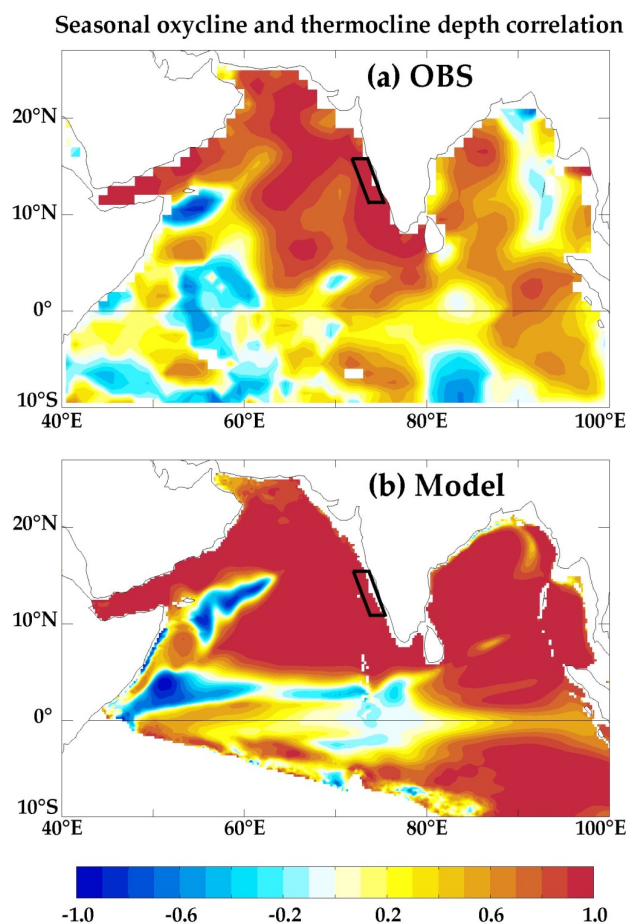 Seasonal oxycline and thermocline depth correlation
(a) OBS
20°N
10°N
0°
10°S
40°E 60°E 80°E 100°E
(b) Model
20°N
10°N
0°
10°S
40°E 60°E 80°E 100°E
-1.0 -0.6 -0.2 0.2 0.6 1.0